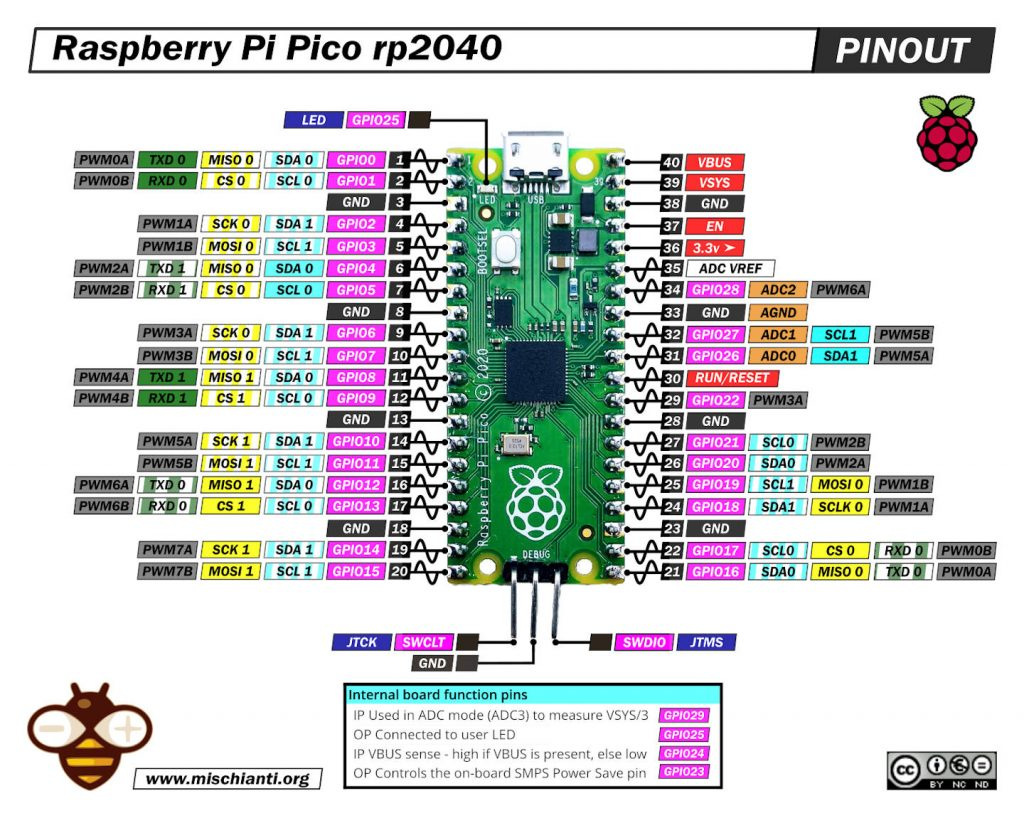 Raspberry Pi Pico rp2040 PINOUT
LED GPIO25
PWM0A TXD 0 MISO 0 SDA 0 GPIO0 1
PWM0B RXD 0 CS 0 SCL 0 GPIO1 2
GND 3
PWM1A SCK 0 SDA 1 GPIO2 4
PWM1B MOSI 0 SCL 1 GPIO3 5
PWM2A TXD 1 MISO 0 SDA 0 GPIO4 6
PWM2B RXD 1 CS 0 SCL 0 GPIO5 7
GND 8
PWM3A SCK 0 SDA 1 GPIO6 9
PWM3B MOSI 0 SCL 1 GPIO7 10
PWM4A TXD 1 MISO 1 SDA 0 GPIO8 11
PWM4B RXD 1 CS 1 SCL 0 GPIO9 12
GND 13
PWM5A SCK 1 SDA 1 GPIO10 14
PWM5B MOSI 1 SCL 1 GPIO11 15
PWM6A TXD 0 MISO 1 SDA 0 GPIO12 16
PWM6B RXD 0 CS 1 SCL 0 GPIO13 17
GND 18
PWM7A SCK 1 SDA 1 GPIO14 19
PWM7B MOSI 1 SCL 1 GPIO15 20
2
39
LED
USB
BOOTSEL
Raspberry Pi Pico © 2020
DEBUG
40 VBUS
39 VSYS
38 GND
37 EN
36 3.3v ➤
35 ADC VREF
34 GPIO28 ADC2 PWM6A
33 GND AGND
32 GPIO27 ADC1 SCL1 PWM5B
31 GPIO26 ADC0 SDA1 PWM5A
30 RUN/RESET
29 GPIO22 PWM3A
28 GND
27 GPIO21 SCL0 PWM2B
26 GPIO20 SDA0 PWM2A
25 GPIO19 SCL1 MOSI 0 PWM1B
24 GPIO18 SDA1 SCLK 0 PWM1A
23 GND
22 GPIO17 SCL0 CS 0 RXD 0 PWM0B
21 GPIO16 SDA0 MISO 0 TXD 0 PWM0A
JTCK SWCLT
GND
SWDIO JTMS
Internal board function pins
IP Used in ADC mode (ADC3) to measure VSYS/3 GPIO29
OP Connected to user LED GPIO25
IP VBUS sense - high if VBUS is present, else low GPIO24
OP Controls the on-board SMPS Power Save pin GPIO23
www.mischianti.org
cc
BY NC ND